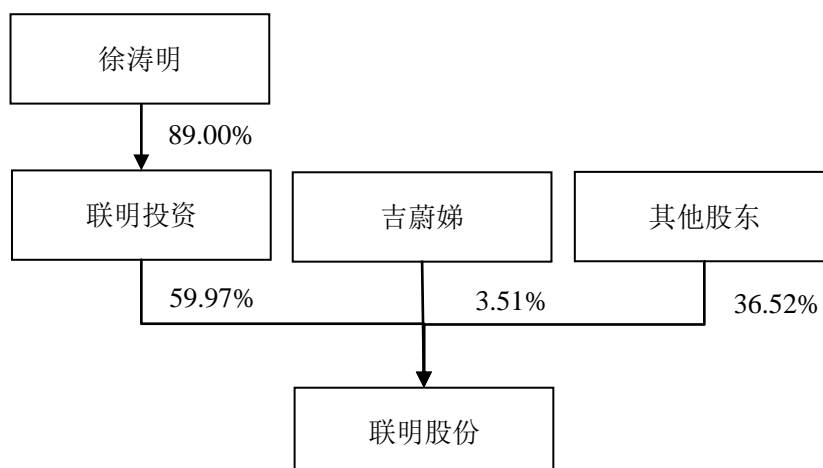 徐涛明
89.00%
联明投资
吉蔚娣
其他股东
59.97%
3.51%
36.52%
联明股份